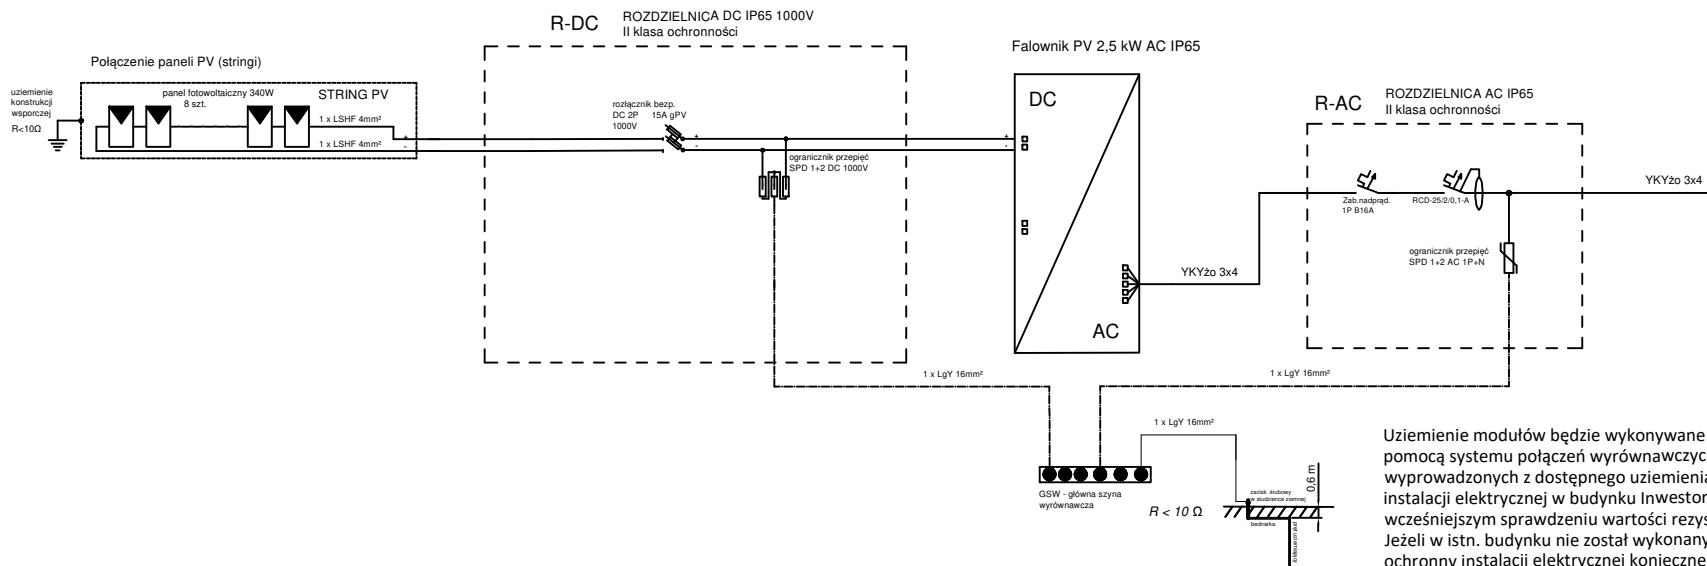 R-DC
ROZDZIELNICA DC IP65 1000V
II klasa ochronności
Falownik PV 2,5 kW AC IP65
Połączenie paneli PV (stringi)
uziemienie
konstrukcji
wsporczej
R<10Ω
panel fotowoltaiczny 340W
8 szt.
STRING PV
1 x LSHF 4mm²
1 x LSHF 4mm²
+
-
rozłącznik bezp.
DC 2P 15A gPV
1000V
+
-
ogranicznik przepięć
SPD 1+2 DC 1000V
+
-
DC
AC
YKYżo 3x4
R-AC
ROZDZIELNICA AC IP65
II klasa ochronności
Zab.nadprąd.
1P B16A
RCD-25/2/0,1-A
YKYżo 3x4
ogranicznik przepięć
SPD 1+2 AC 1P+N
1 x LgY 16mm²
1 x LgY 16mm²
1 x LgY 16mm²
GSW - główna szyna
wyrównawcza
R < 10 Ω
zacisk śrubowy
w studzience ziemnej
bednarka
0,6 m
Uziemienie modułów będzie wykonywane
pomocą systemu połączeń wyrównawczyc
wyprowadzonych z dostępnego uziemienia
instalacji elektrycznej w budynku Inwestor
wcześniejszym sprawdzeniu wartości rezys
Jeżeli w istn. budynku nie został wykonany
ochronny instalacji elektrycznej konieczne